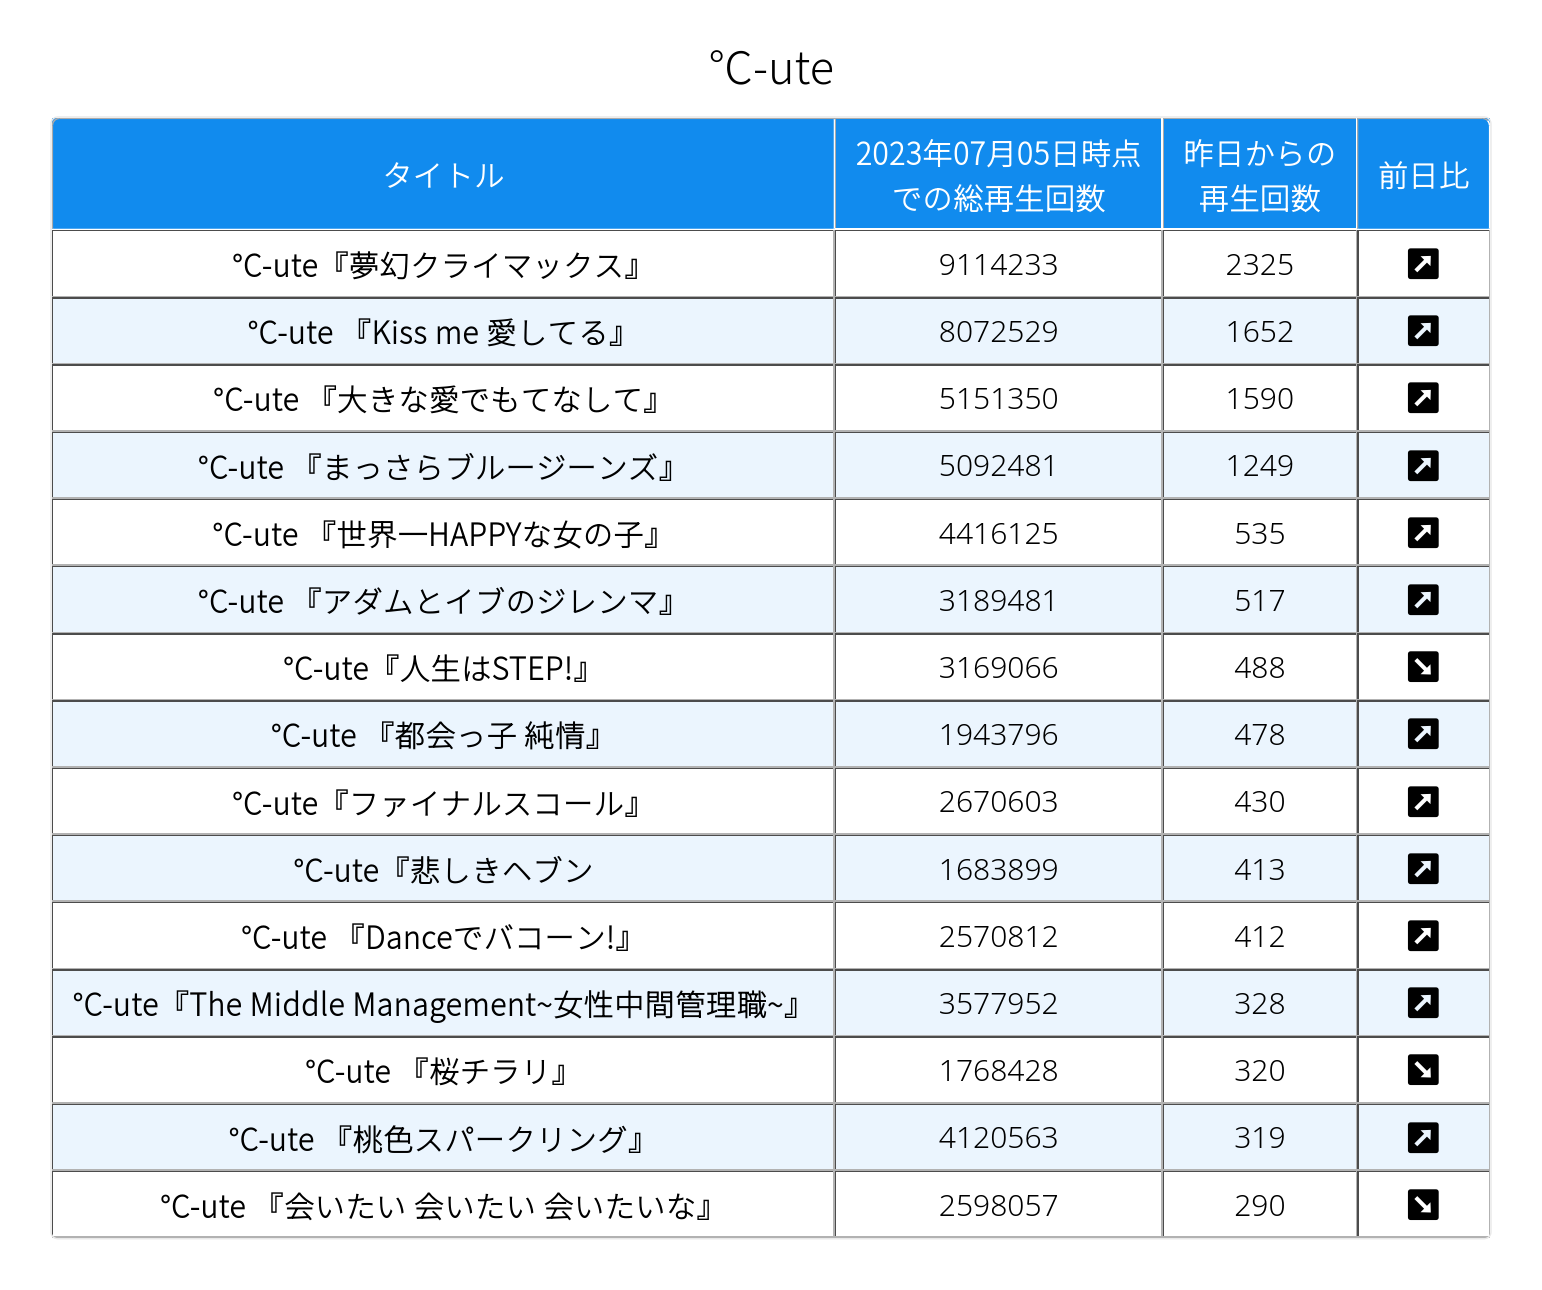 ℃-ute
タイトル 2023年07月05日時点での総再生回数 昨日からの再生回数 前日比
℃-ute『夢幻クライマックス』 9114233 2325 ↗
℃-ute 『Kiss me 愛してる』 8072529 1652 ↗
℃-ute 『大きな愛でもてなして』 5151350 1590 ↗
℃-ute 『まっさらブルージーンズ』 5092481 1249 ↗
℃-ute 『世界一HAPPYな女の子』 4416125 535 ↗
℃-ute 『アダムとイブのジレンマ』 3189481 517 ↗
℃-ute『人生はSTEP!』 3169066 488 ↘
℃-ute 『都会っ子 純情』 1943796 478 ↗
℃-ute『ファイナルスコール』 2670603 430 ↗
℃-ute『悲しきヘブン 1683899 413 ↗
℃-ute 『Danceでバコーン!』 2570812 412 ↗
℃-ute『The Middle Management~女性中間管理職~』 3577952 328 ↗
℃-ute 『桜チラリ』 1768428 320 ↘
℃-ute 『桃色スパークリング』 4120563 319 ↗
℃-ute 『会いたい 会いたい 会いたいな』 2598057 290 ↘